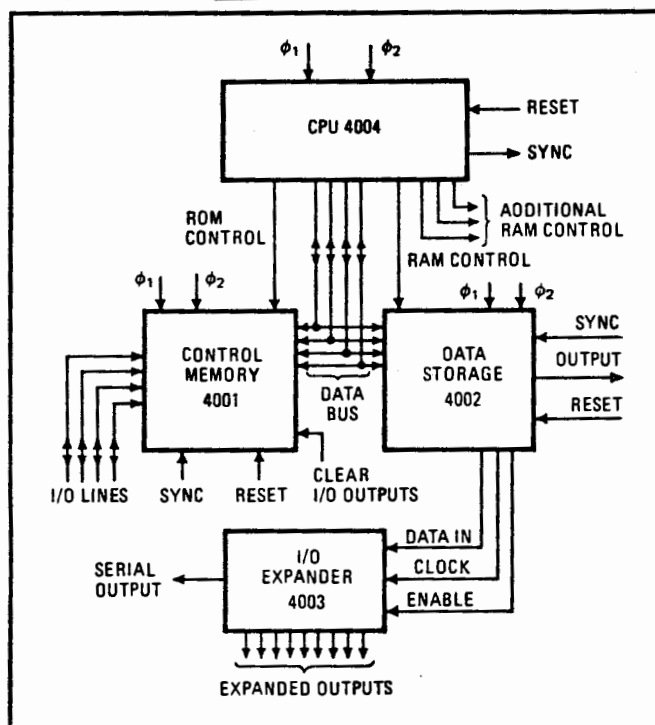 ϕ1 ϕ2
CPU 4004
RESET
SYNC
ROM
CONTROL
AODITIONAL
RAM CONTROL
RAM CONTROL
ϕ1 ϕ2
ϕ1 ϕ2
CONTROL
MEMORY
4001
DATA
BUS
OATA
STORAGE
4002
SYNC
OUTPUT
RESET
I/O LINES
SYNC
RESET
CLEAR
I/O OUTPUTS
SERIAL
OUTPUT
I/O
EXPANDER
4003
DATA IN
CLOCK
ENABLE
EXPANDED OUTPUTS